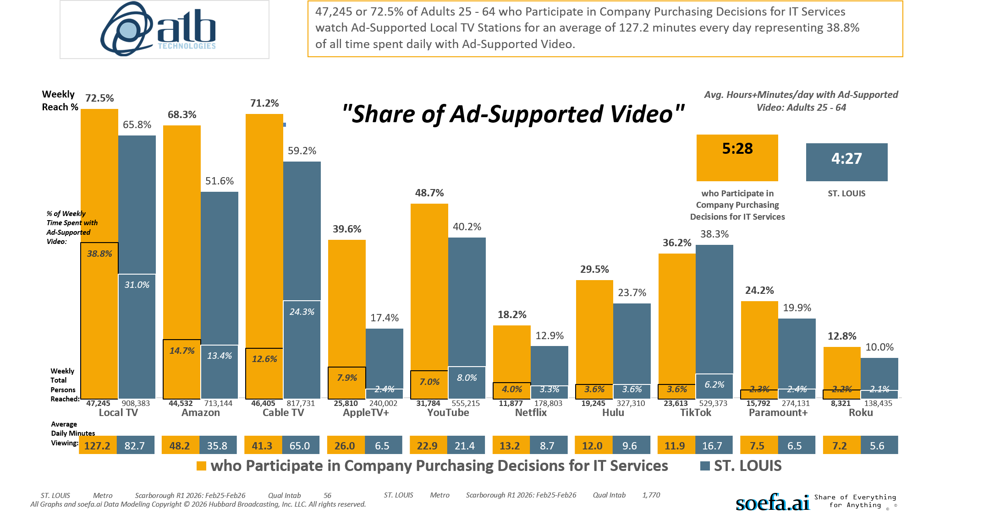 atb
TECHNOLOGIES
47,245 or 72.5% of Adults 25 - 64 who Participate in Company Purchasing Decisions for IT Services
watch Ad-Supported Local TV Stations for an average of 127.2 minutes every day representing 38.8%
of all time spent daily with Ad-Supported Video.
"Share of Ad-Supported Video"
Avg. Hours+Minutes/day with Ad-Supported
Video: Adults 25 - 64
5:28
4:27
who Participate in
Company Purchasing
Decisions for IT Services
ST. LOUIS
Weekly
Reach %
72.5%
65.8%
68.3%
51.6%
71.2%
59.2%
39.6%
17.4%
48.7%
40.2%
18.2%
12.9%
29.5%
23.7%
36.2%
38.3%
24.2%
19.9%
12.8%
10.0%
% of Weekly
Time Spent with
Ad-Supported
Video:
38.8%
31.0%
14.7%
13.4%
12.6%
24.3%
7.9%
2.4%
7.0%
8.0%
4.0%
3.3%
3.6%
3.6%
3.6%
6.2%
2.3%
2.4%
2.2%
2.1%
Weekly
Total
Persons
Reached:
47,245 908,383 44,532 713,144 46,405 817,731 25,810 240,002 31,784 555,215 11,877 178,803 19,245 327,310 23,613 529,373 15,792 274,131 8,321 138,435
Local TV Amazon Cable TV AppleTV+ YouTube Netflix Hulu TikTok Paramount+ Roku
Average
Daily Minutes
Viewing:
127.2 82.7 48.2 35.8 41.3 65.0 26.0 6.5 22.9 21.4 13.2 8.7 12.0 9.6 11.9 16.7 7.5 6.5 7.2 5.6
who Participate in Company Purchasing Decisions for IT Services ST. LOUIS
ST. LOUIS Metro Scarborough R1 2026: Feb25-Feb26 Qual Intab 56 ST. LOUIS Metro Scarborough R1 2026: Feb25-Feb26 Qual Intab 1,770
All Graphs and soefa.ai Data Modeling Copyright © 2026 Hubbard Broadcasting, Inc. LLC. All rights reserved.
soefa.ai
Share of Everything
for Anything © ©